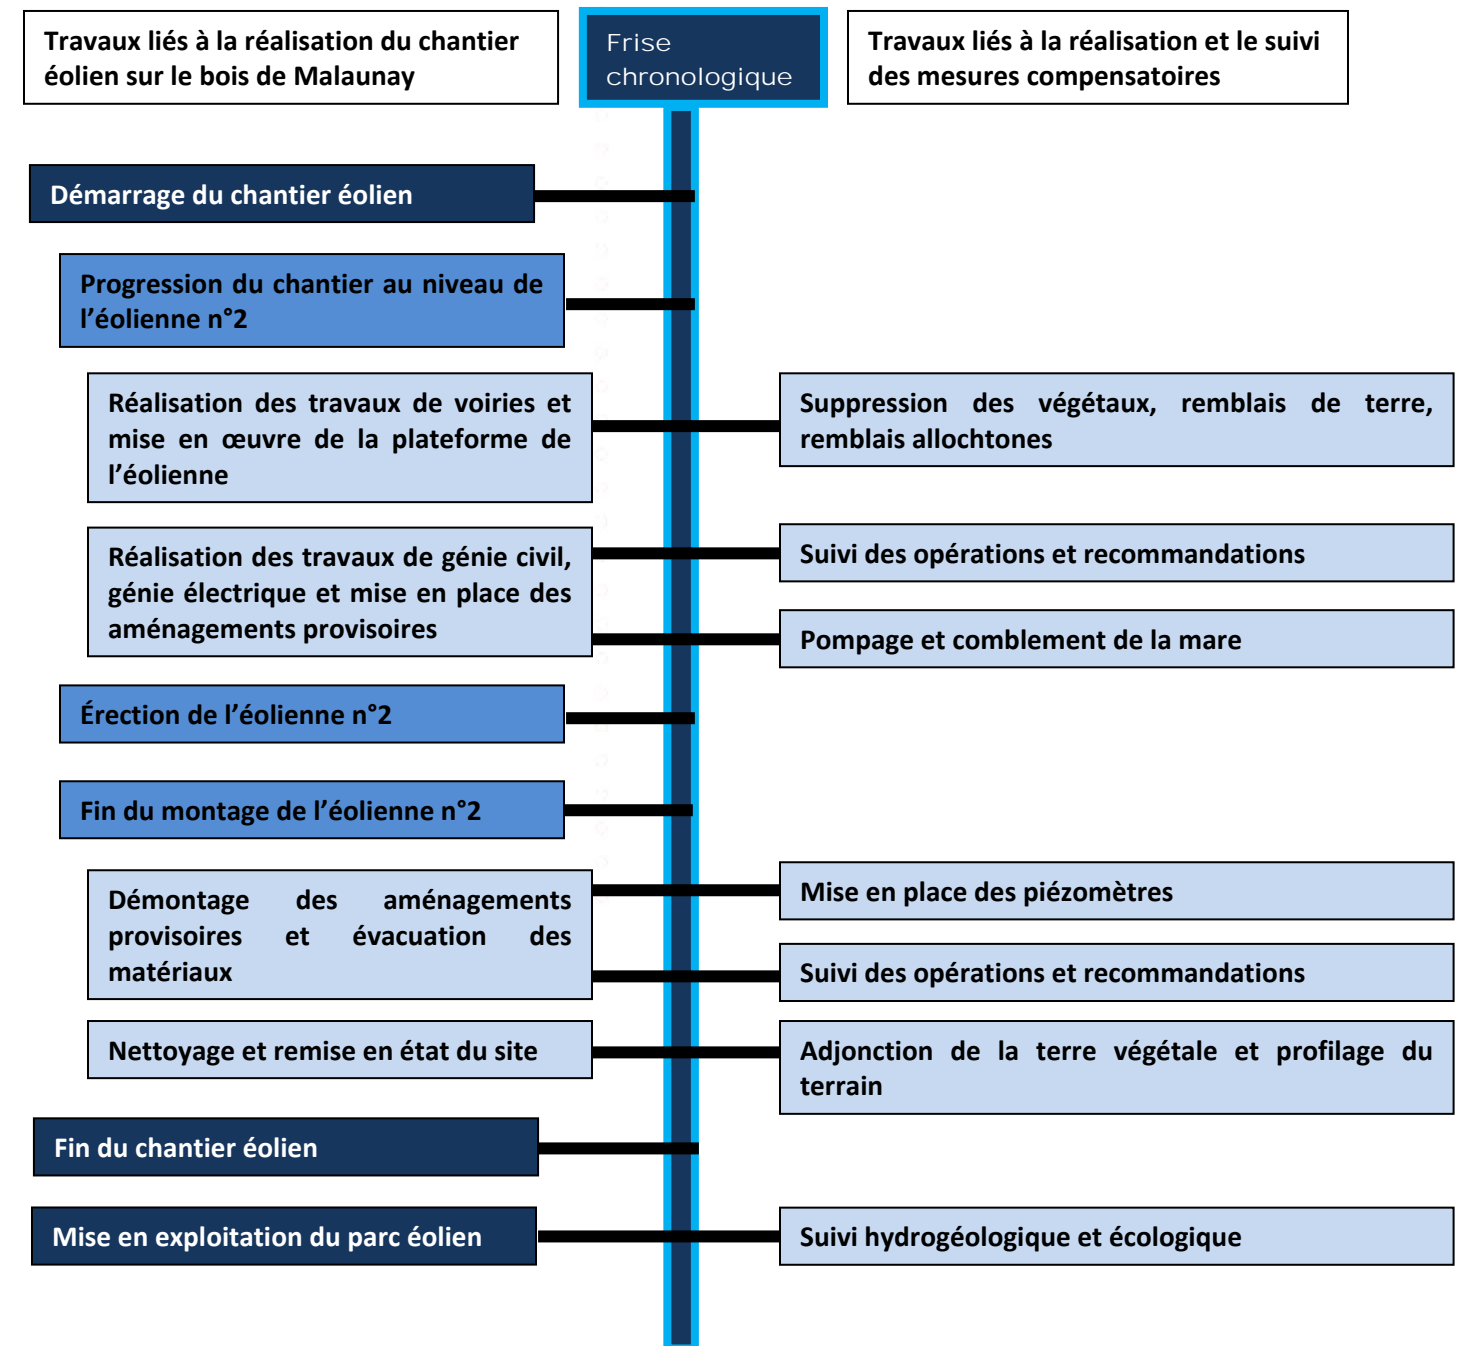 Travaux liés à la réalisation du chantier
éolien sur le bois de Malaunay
Frise
chronologique
Travaux liés à la réalisation et le suivi
des mesures compensatoires
Démarrage du chantier éolien
Progression du chantier au niveau de
l’éolienne n°2
Réalisation des travaux de voiries et
mise en œuvre de la plateforme de
l’éolienne
Suppression des végétaux, remblais de terre,
remblais allochtones
Réalisation des travaux de génie civil,
génie électrique et mise en place des
aménagements provisoires
Suivi des opérations et recommandations
Pompage et comblement de la mare
Érection de l’éolienne n°2
Fin du montage de l’éolienne n°2
Démontage des aménagements
provisoires et évacuation des
matériaux
Mise en place des piézomètres
Suivi des opérations et recommandations
Nettoyage et remise en état du site
Adjonction de la terre végétale et profilage du
terrain
Fin du chantier éolien
Mise en exploitation du parc éolien
Suivi hydrogéologique et écologique